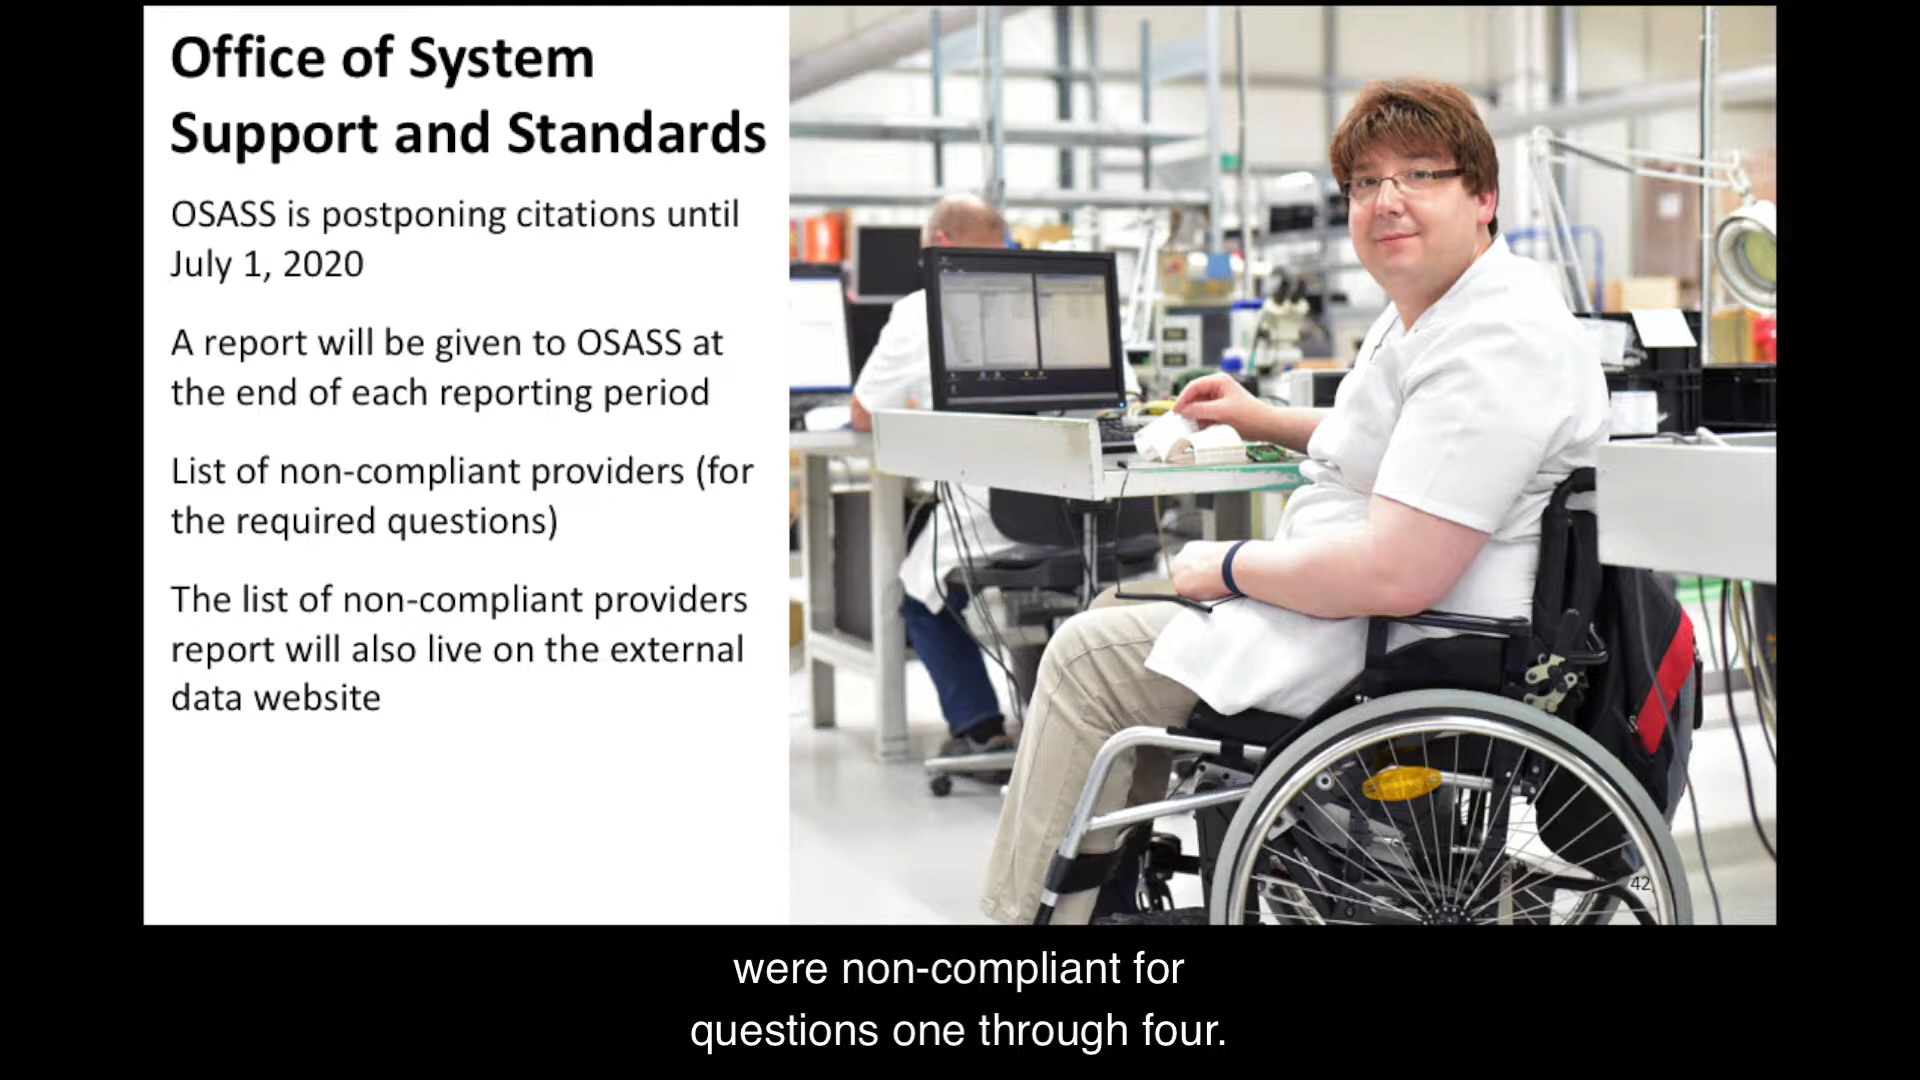 Office of System
Support and Standards
OSASS is postponing citations until
July 1, 2020
A report will be given to OSASS at
the end of each reporting period
List of non-compliant providers (for
the required questions)
The list of non-compliant providers
report will also live on the external
data website
42
were non-compliant for
questions one through four.